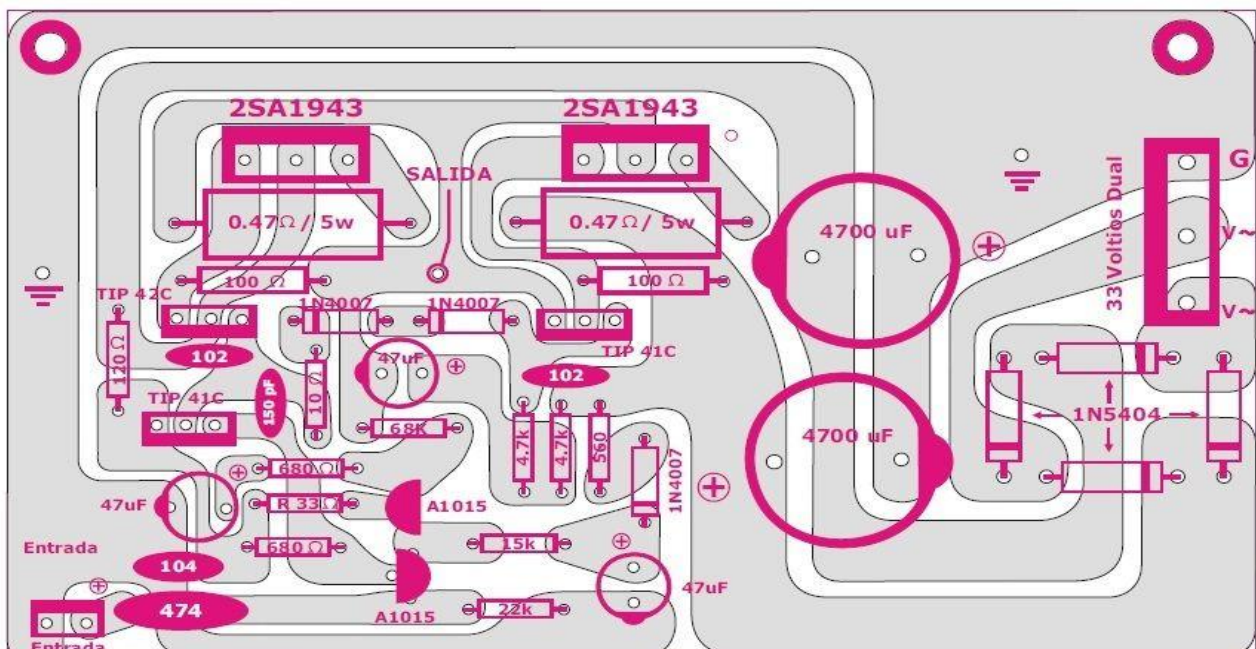 2SA1943
2SA1943
SALIDA
G
0.47Ω / 5w
0.47Ω / 5w
4700 uF
V~
33 Voltios Dual
100 Ω
100 Ω
TIP 42C
1N4007
1N4007
V~
120 Ω
102
47uF
TIP 41C
102
150 pF
10 Ω
TIP 41C
68K
4.7k
4.7k
560
1N5404
4700 uF
680 Ω
1N4007
47uF
R 33Ω
A1015
Entrada
680 Ω
15k
104
47uF
474
A1015
22k
Entrada